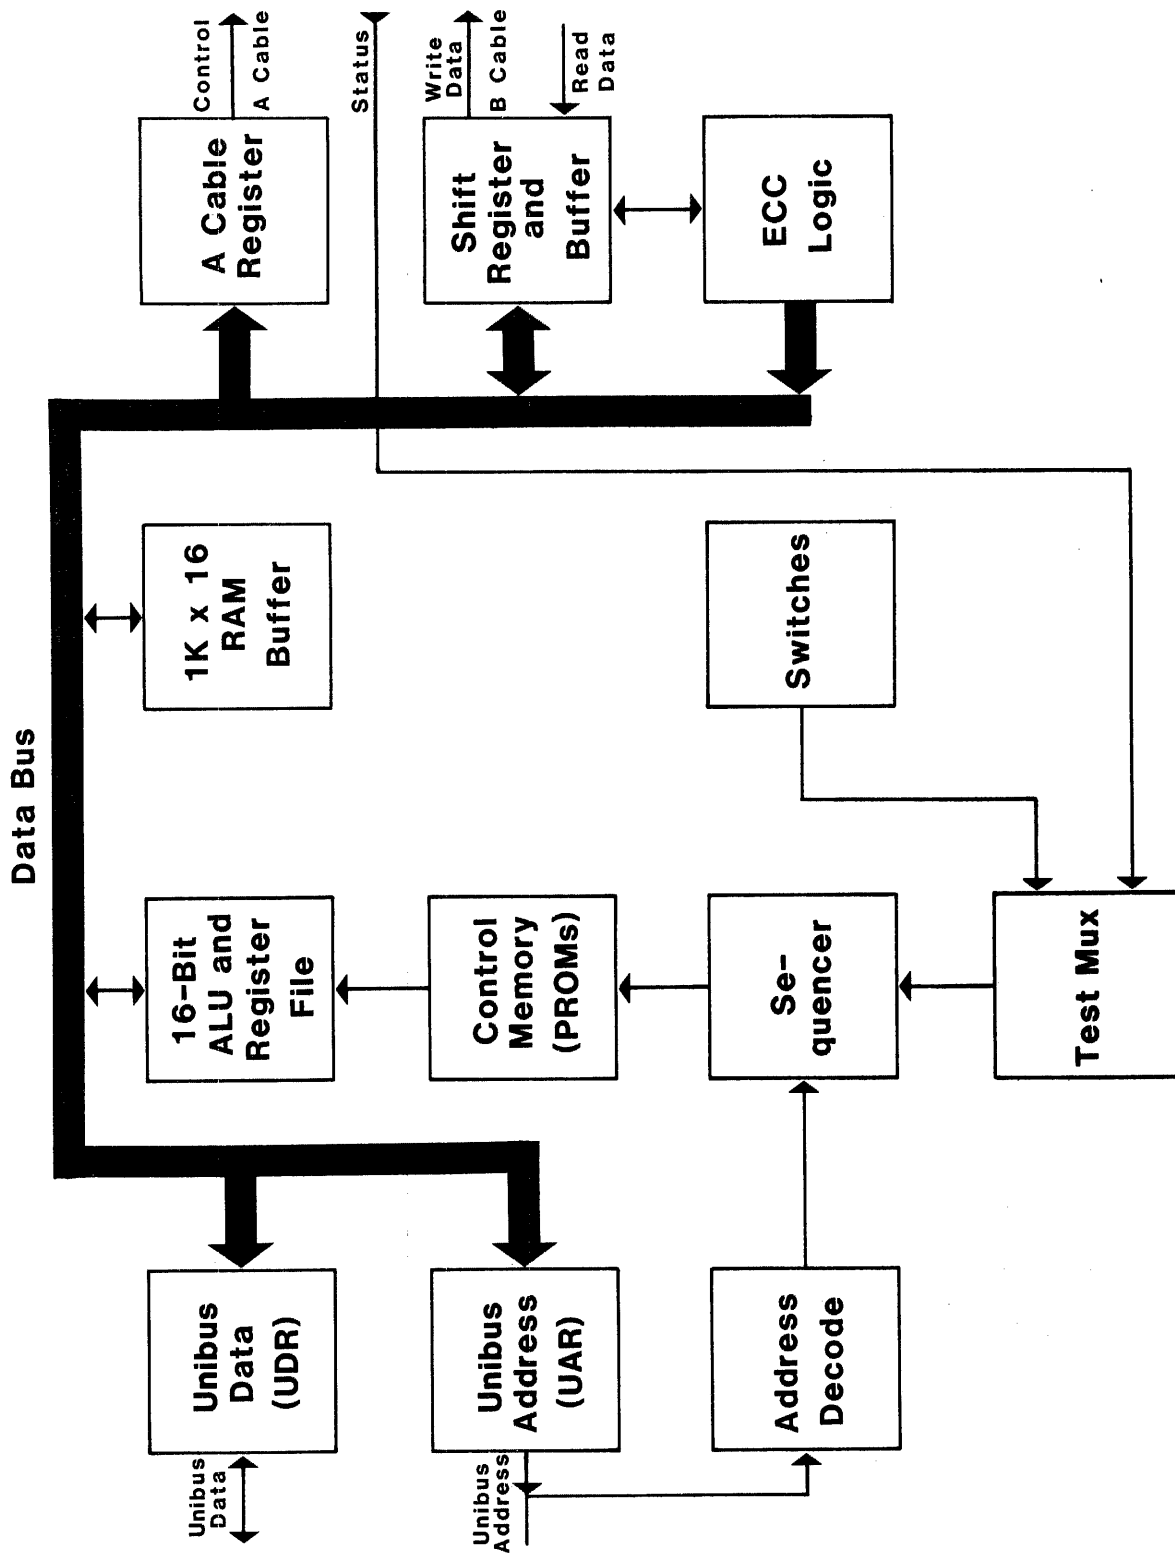 Data Bus
Unibus
Data
Unibus
Data
(UDR)
16-Bit
ALU and
Register
File
1K x 16
RAM
Buffer
A Cable
Register
Control
A Cable
Status
Unibus
Address
Unibus
Address
(UAR)
Control
Memory
(PROMs)
Shift
Register
and
Buffer
Write
Data
B Cable
Read
Data
Address
Decode
Se-
quencer
Switches
ECC
Logic
Test Mux